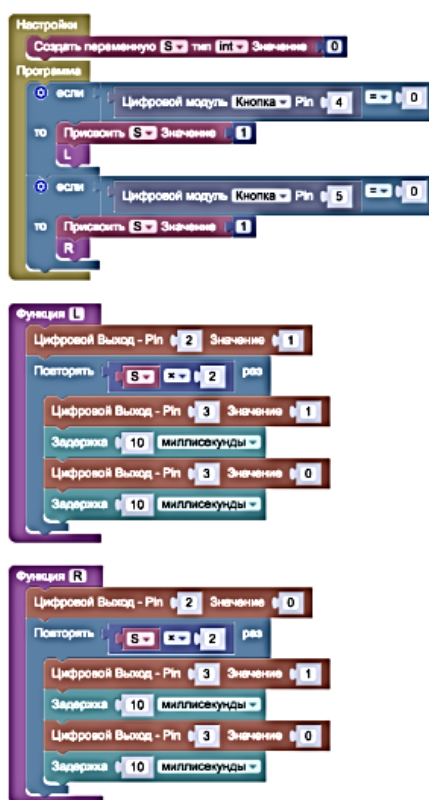 Настройки
Создать переменную S тип int Значение 0
Программа
если Цифровой модуль Кнопка Pin 4 = 0
то Присвоить S Значение 1
L
если Цифровой модуль Кнопка Pin 5 = 0
то Присвоить S Значение 1
R
Функция L
Цифровой Выход - Pin 2 Значение 1
Повторять S × 2 раз
Цифровой Выход - Pin 3 Значение 1
Задержка 10 миллисекунды
Цифровой Выход - Pin 3 Значение 0
Задержка 10 миллисекунды
Функция R
Цифровой Выход - Pin 2 Значение 0
Повторять S × 2 раз
Цифровой Выход - Pin 3 Значение 1
Задержка 10 миллисекунды
Цифровой Выход - Pin 3 Значение 0
Задержка 10 миллисекунды